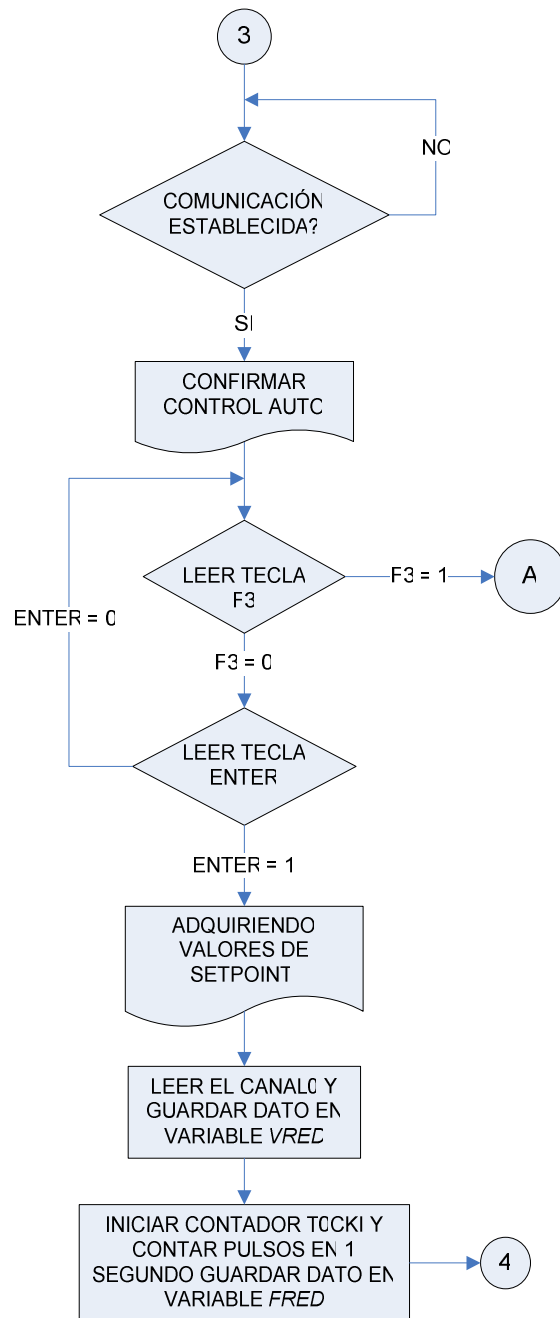 3
NO
COMUNICACIÓN
ESTABLECIDA?
SI
CONFIRMAR
CONTROL AUTO
LEER TECLA
F3
F3 = 1
A
ENTER = 0
F3 = 0
LEER TECLA
ENTER
ENTER = 1
ADQUIRIENDO
VALORES DE
SETPOINT
LEER EL CANAL0 Y
GUARDAR DATO EN
VARIABLE VRED
INICIAR CONTADOR T0CKI Y
CONTAR PULSOS EN 1
SEGUNDO GUARDAR DATO EN
VARIABLE FRED
4